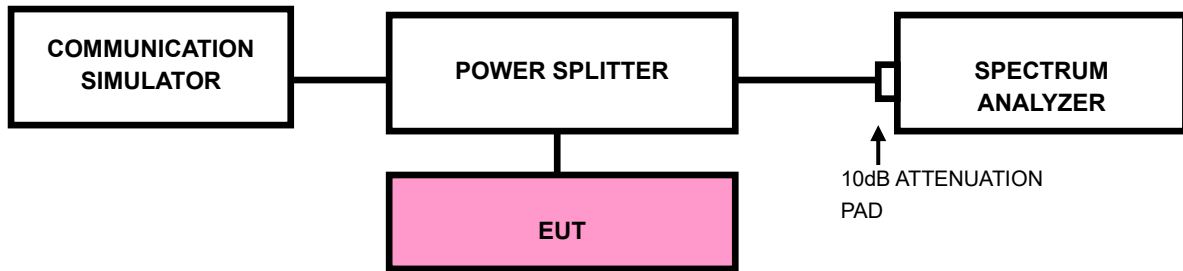 COMMUNICATION
SIMULATOR
POWER SPLITTER
SPECTRUM
ANALYZER
10dB ATTENUATION
PAD
EUT